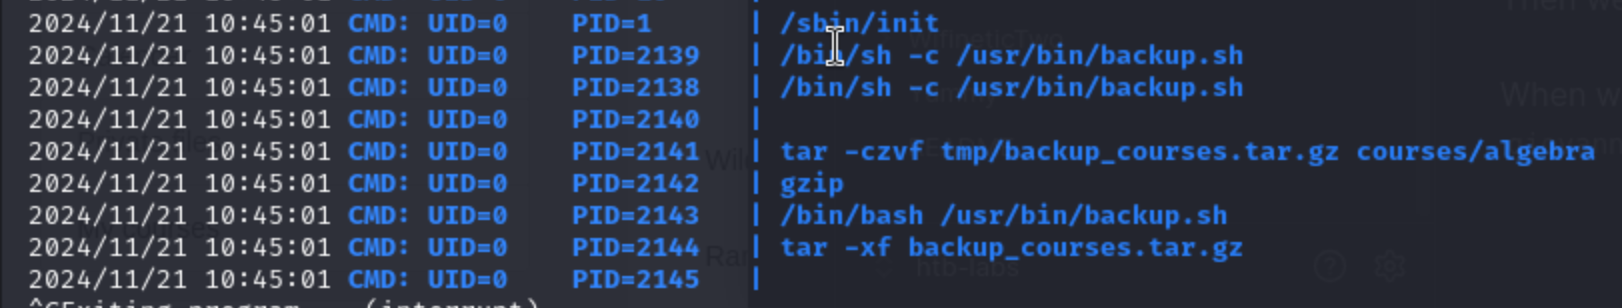 2024/11/21 10:45:01 CMD: UID=0 PID=1 | /sbin/init
2024/11/21 10:45:01 CMD: UID=0 PID=2139 | /bin/sh -c /usr/bin/backup.sh
2024/11/21 10:45:01 CMD: UID=0 PID=2138 | /bin/sh -c /usr/bin/backup.sh
2024/11/21 10:45:01 CMD: UID=0 PID=2140 |
2024/11/21 10:45:01 CMD: UID=0 PID=2141 | tar -czvf tmp/backup_courses.tar.gz courses/algebra
2024/11/21 10:45:01 CMD: UID=0 PID=2142 | gzip
2024/11/21 10:45:01 CMD: UID=0 PID=2143 | /bin/bash /usr/bin/backup.sh
2024/11/21 10:45:01 CMD: UID=0 PID=2144 | tar -xf backup_courses.tar.gz
htb-labs
2024/11/21 10:45:01 CMD: UID=0 PID=2145 |
^CExiting program... (interrupt)